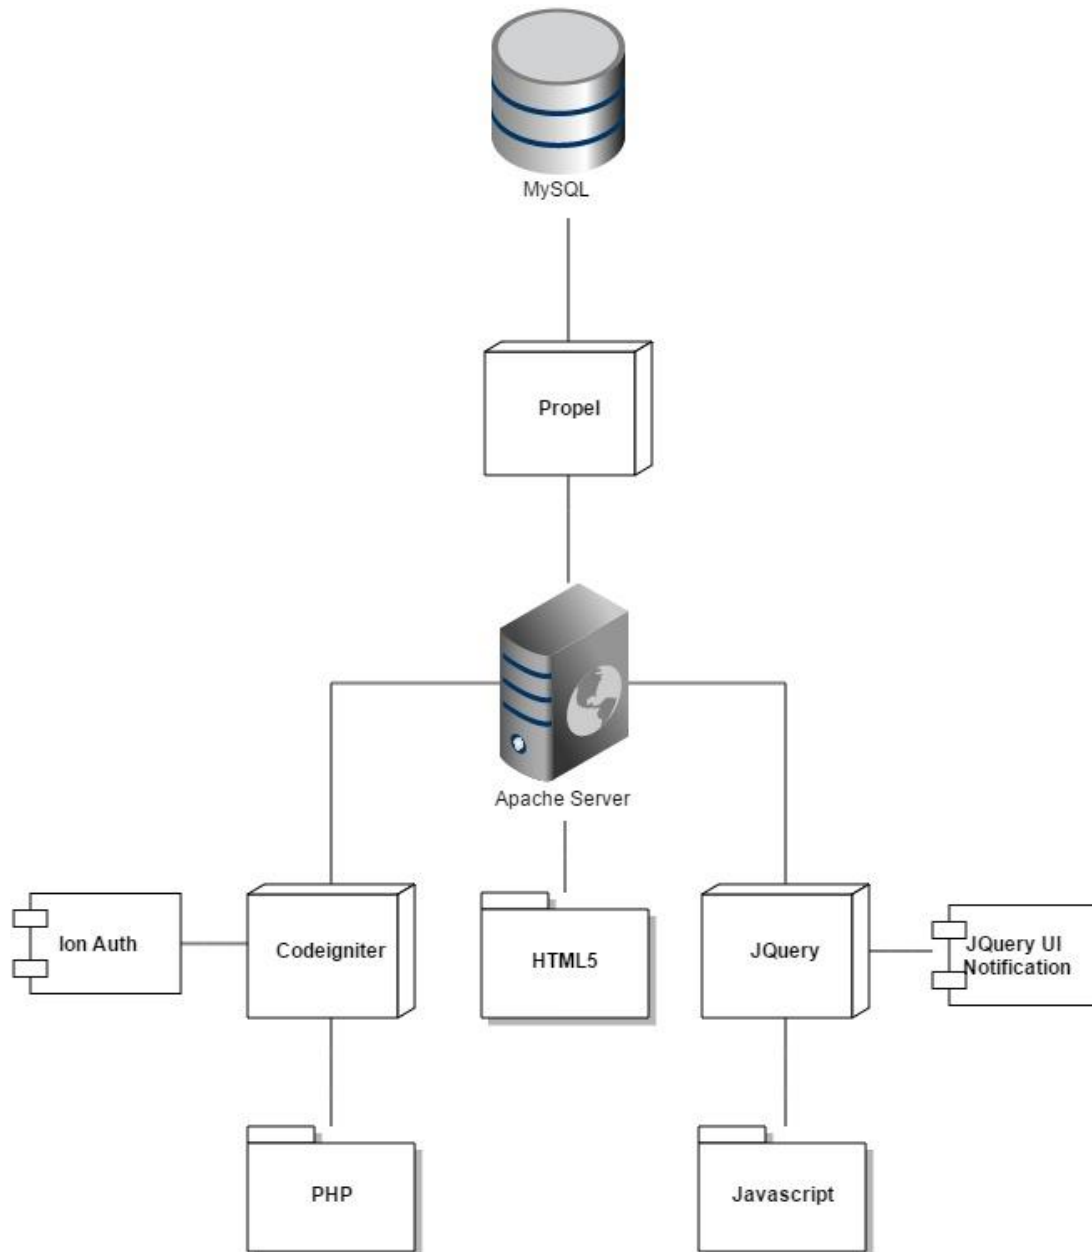 MySQL
Propel
Apache Server
Ion Auth
Codeigniter
HTML5
JQuery
JQuery UI
Notification
PHP
Javascript